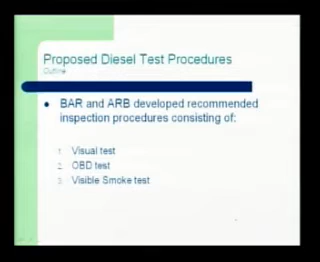 Proposed Diesel Test Procedures
Outline
• BAR and ARB developed recommended
inspection procedures consisting of:
1. Visual test
2. OBD test
3. Visible Smoke test